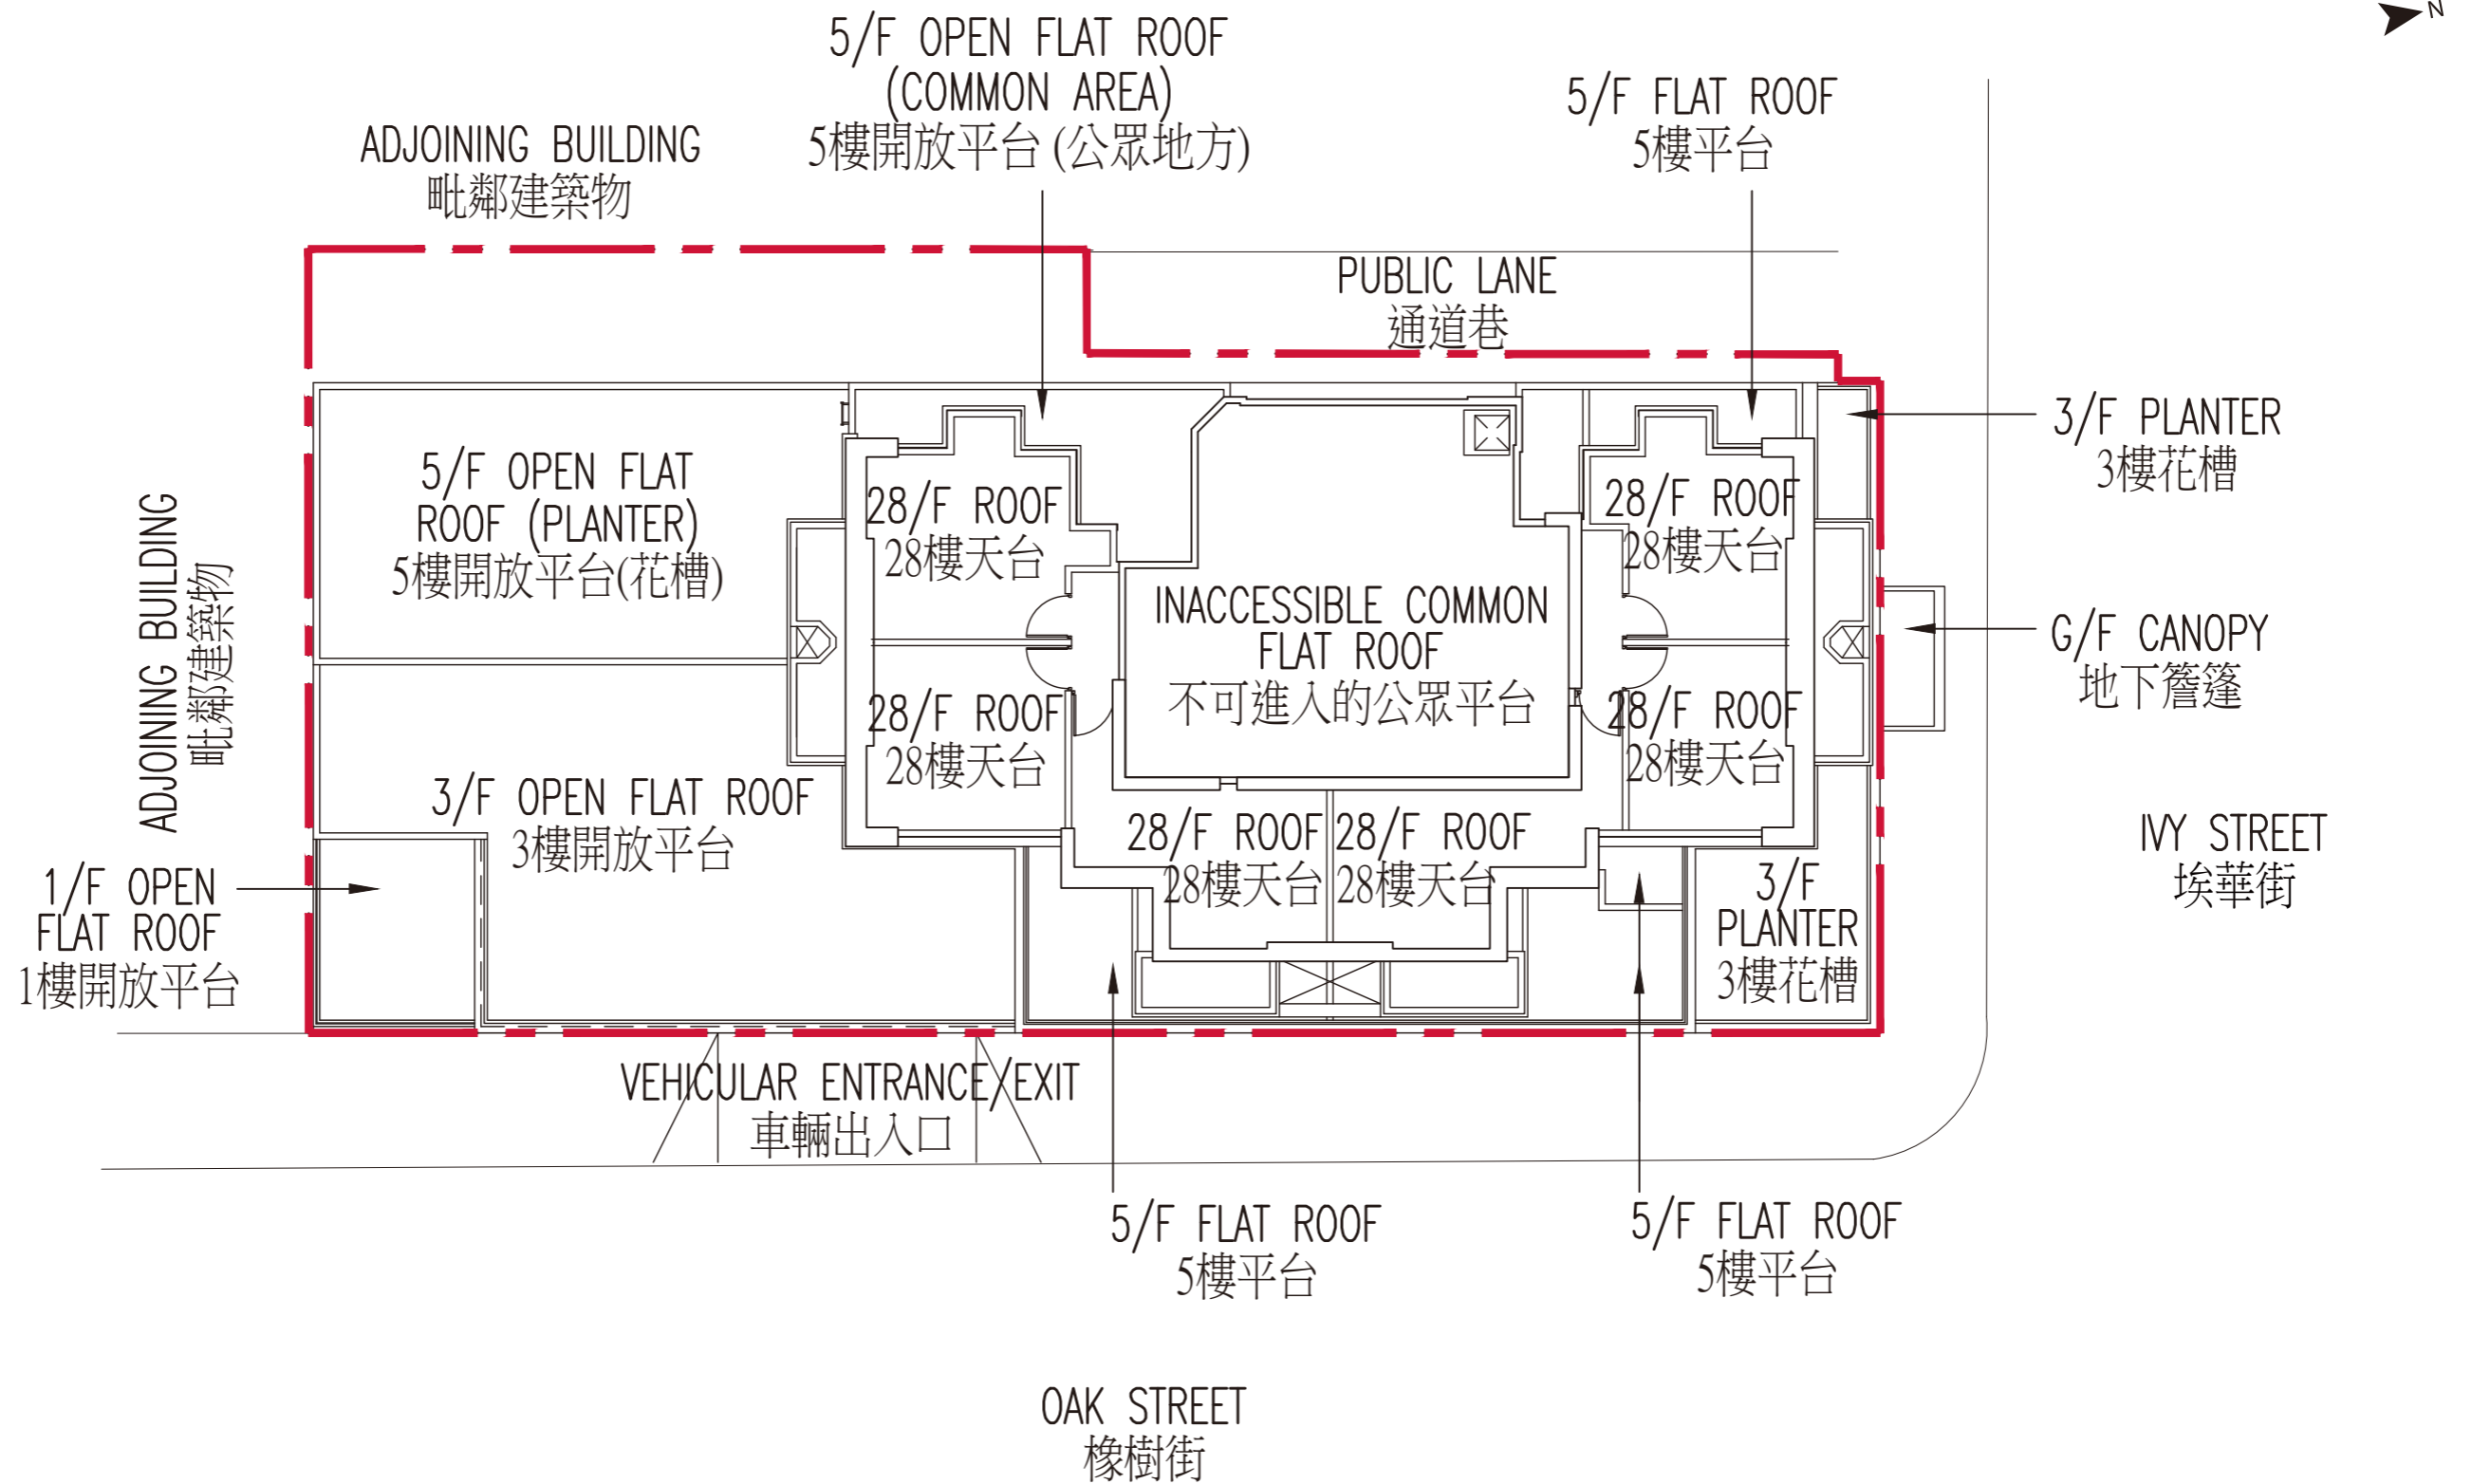 N
5/F OPEN FLAT ROOF
(COMMON AREA)
5樓開放平台 (公眾地方)
5/F FLAT ROOF
5樓平台
ADJOINING BUILDING
毗鄰建築物
PUBLIC LANE
通道巷
3/F PLANTER
3樓花槽
5/F OPEN FLAT
ROOF (PLANTER)
5樓開放平台(花槽)
28/F ROOF
28樓天台
28/F ROOF
28樓天台
ADJOINING BUILDING
毗鄰建築物
INACCESSIBLE COMMON
FLAT ROOF
不可進入的公眾平台
G/F CANOPY
地下簷篷
28/F ROOF
28樓天台
28/F ROOF
28樓天台
3/F OPEN FLAT ROOF
3樓開放平台
28/F ROOF
28樓天台
28/F ROOF
28樓天台
IVY STREET
埃華街
1/F OPEN
FLAT ROOF
1樓開放平台
3/F
PLANTER
3樓花槽
VEHICULAR ENTRANCE/EXIT
車輛出入口
5/F FLAT ROOF
5樓平台
5/F FLAT ROOF
5樓平台
OAK STREET
橡樹街